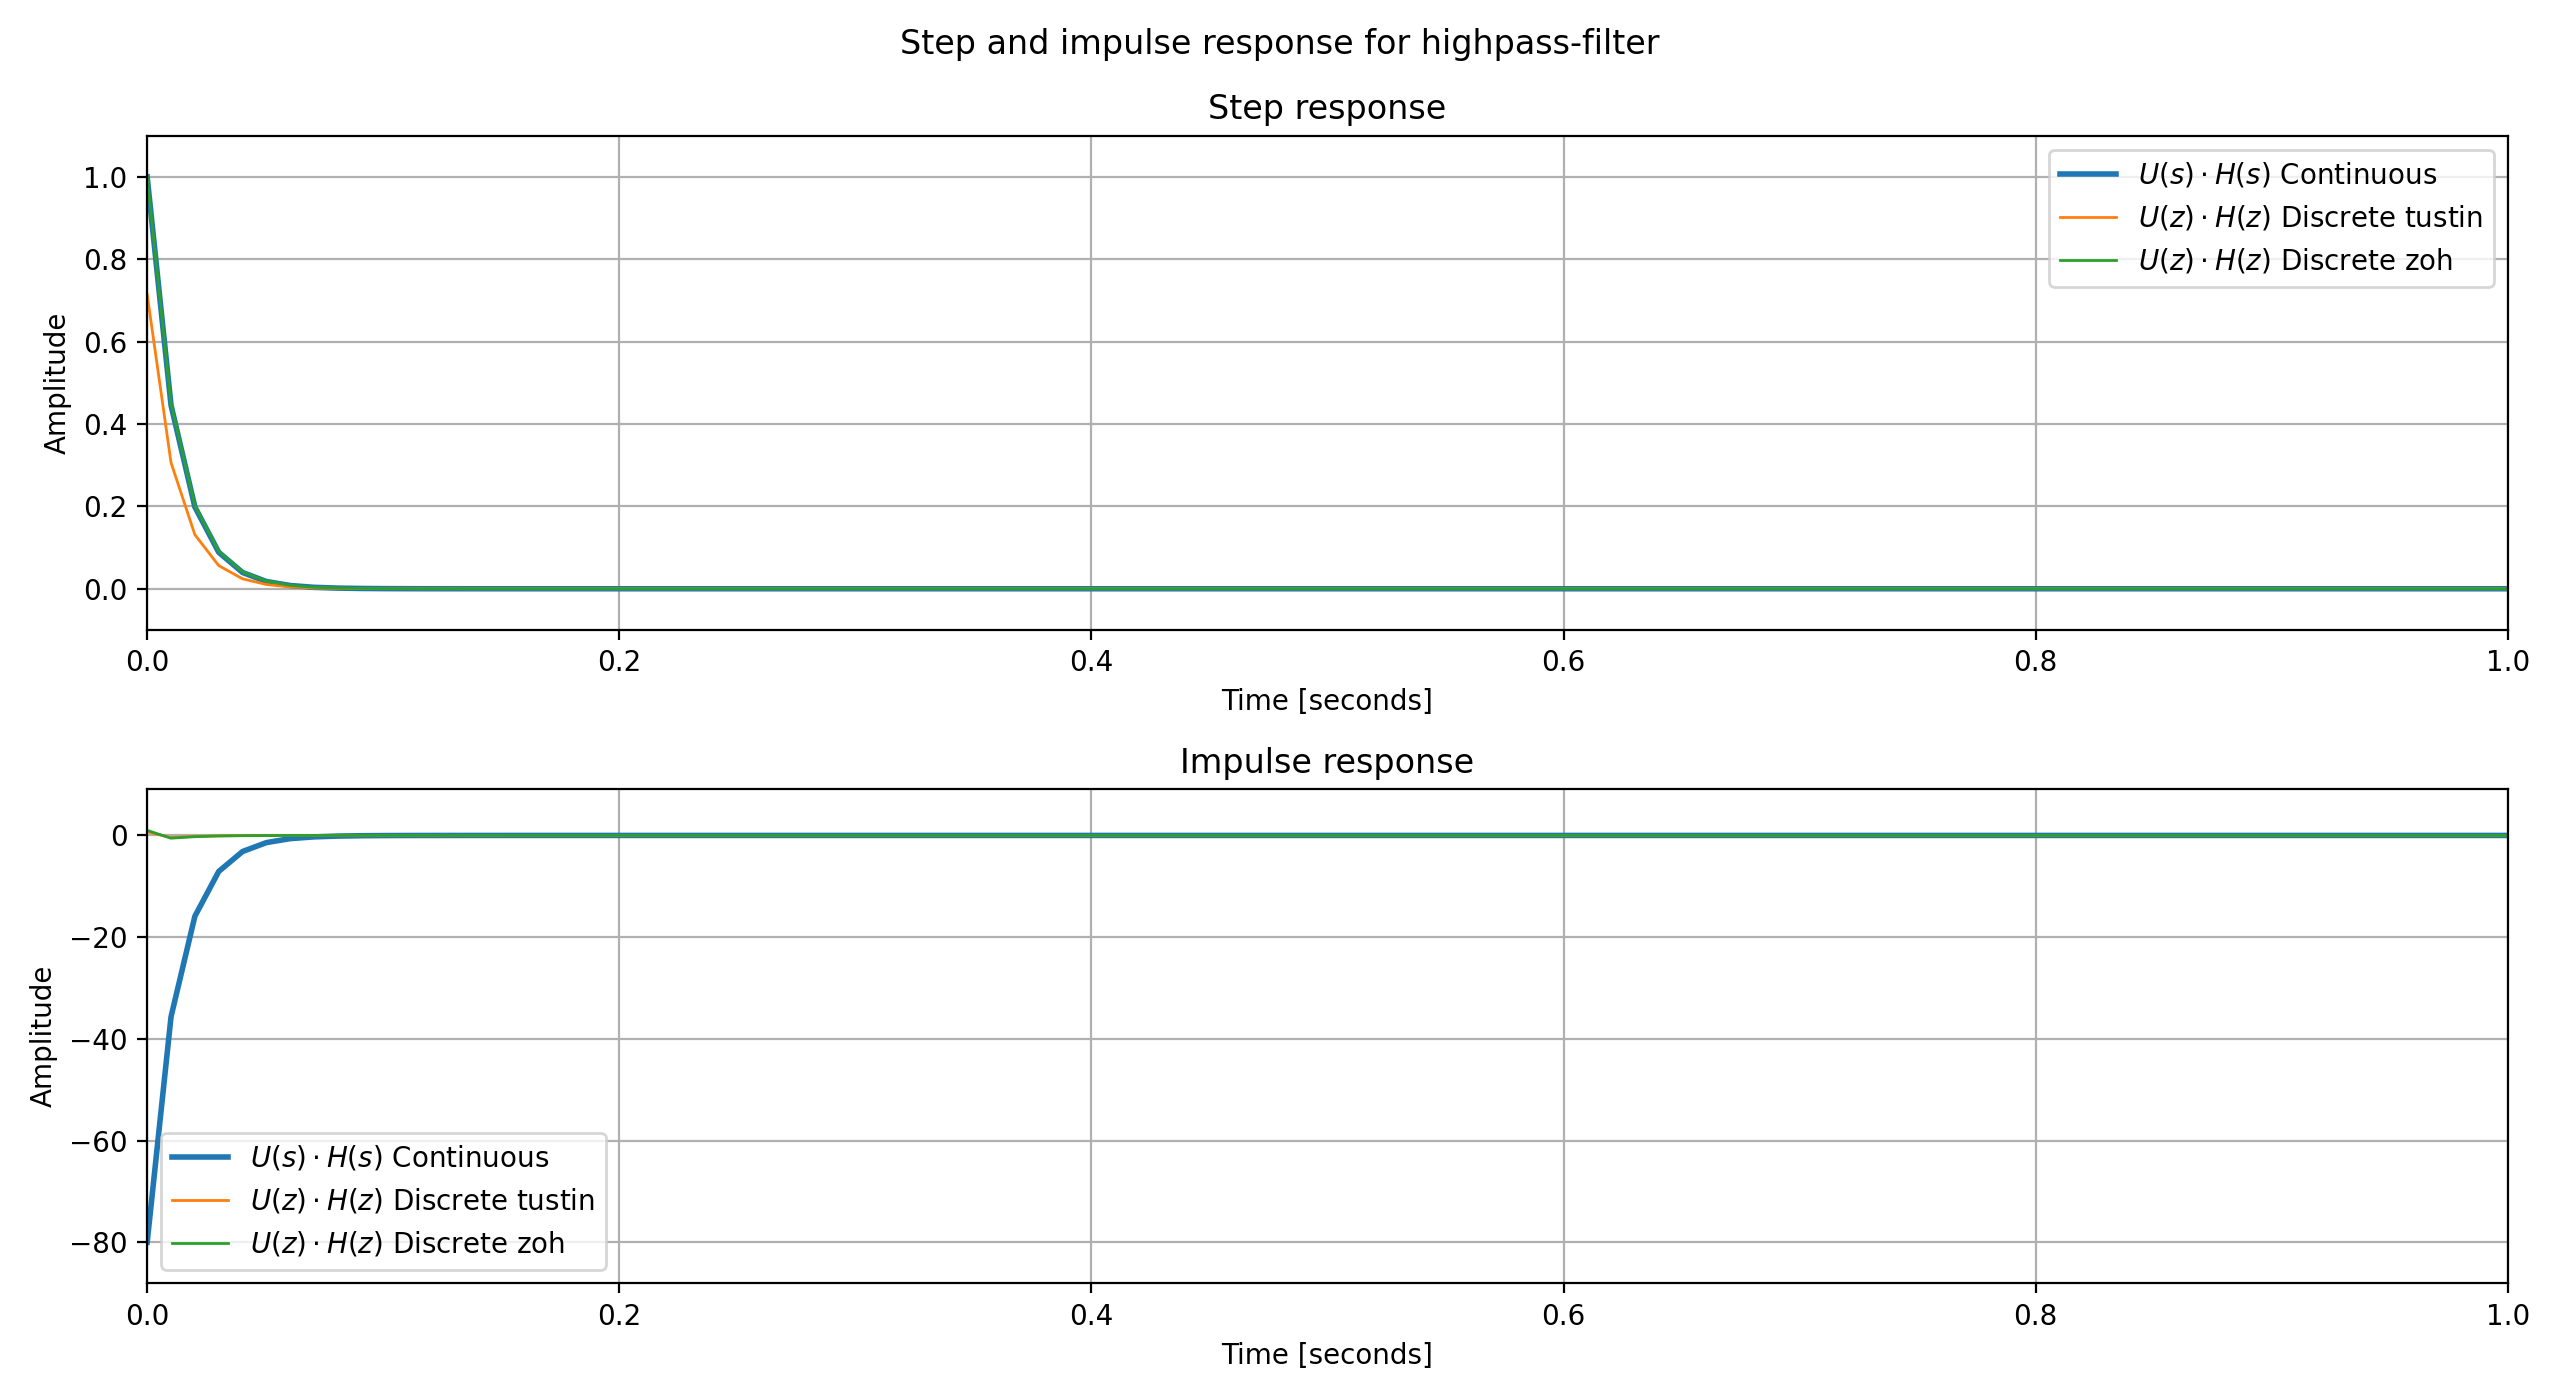 Step and impulse response for highpass-filter
Step response
1.0
0.8
0.6
0.4
0.2
0.0
Amplitude
U(s) · H(s) Continuous
U(z) · H(z) Discrete tustin
U(z) · H(z) Discrete zoh
0.0 0.2 0.4 0.6 0.8 1.0
Time [seconds]
Impulse response
0
−20
−40
−60
−80
Amplitude
U(s) · H(s) Continuous
U(z) · H(z) Discrete tustin
U(z) · H(z) Discrete zoh
0.0 0.2 0.4 0.6 0.8 1.0
Time [seconds]